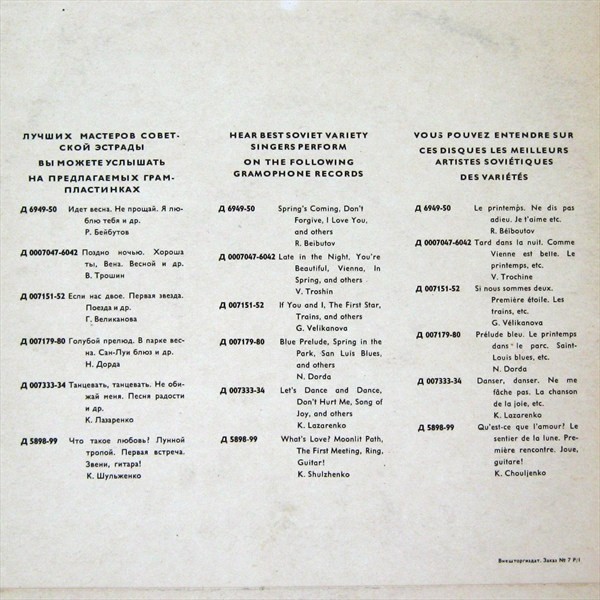 ЛУЧШИХ МАСТЕРОВ СОВЕТ-
СКОЙ ЭСТРАДЫ
ВЫ МОЖЕТЕ УСЛЫШАТЬ
НА ПРЕДЛАГАЕМЫХ ГРАМ-
ПЛАСТИНКАХ
Д 6949-50 Идет весна. Не прощай. Я люб-
лю тебя и др.
Р. Бейбутов
Д 0007047-6042 Поздно ночью. Хороша
ты, Вена. Весной и др.
В. Трошин
Д 007151-52 Если нас двое. Первая звезда.
Поезда и др.
Г. Великанова
Д 007179-80 Голубой прелюд. В парке вес-
на. Сан-Луи блюз и др.
Н. Дорда
Д 007333-34 Танцевать, танцевать. Не оби-
жай меня. Песня радости
и др.
К. Лазаренко
Д 5898-99 Что такое любовь? Лунной
тропой. Первая встреча.
Звени, гитара!
К. Шульженко
HEAR BEST SOVIET VARIETY
SINGERS PERFORM
ON THE FOLLOWING
GRAMOPHONE RECORDS
Д 6949-50 Spring's Coming, Don't
Forgive, I Love You,
and others
R. Beibutov
Д 0007047-6042 Late in the Night, You're
Beautiful, Vienna, In
Spring, and others
V. Troshin
Д 007151-52 If You and I, The First Star,
Trains, and others
G. Velikanova
Д 007179-80 Blue Prelude, Spring in the
Park, San Luis Blues,
and others
N. Dorda
Д 007333-34 Let's Dance and Dance,
Don't Hurt Me, Song of
Joy, and others
K. Lazarenko
Д 5898-99 What's Love? Moonlit Path,
The First Meeting, Ring,
Guitar!
K. Shulzhenko
VOUS POUVEZ ENTENDRE SUR
CES DISQUES LES MEILLEURS
ARTISTES SOVIÉTIQUES
DES VARIÉTÉS
Д 6949-50 Le printemps. Ne dis pas
adieu. Je t'aime etc.
R. Béiboutov
Д 0007047-6042 Tard dans la nuit. Comme
Vienne est belle. Le
printemps, etc.
V. Trochine
Д 007151-52 Si nous sommes deux.
Première étoile. Les
trains, etc.
G. Vélikanova
Д 007179-80 Prélude bleu. Le printemps
dans le parc. Saint-
Louis blues, etc.
N. Dorda
Д 007333-34 Danser, danser. Ne me
fâche pas. La chanson
de la joie, etc.
K. Lazarenko
Д 5898-99 Qu'est-ce que l'amour? Le
sentier de la lune. Pre-
mière rencontre. Joue,
guitare!
K. Chouljenko
Внешторгиздат. Заказ № 7 Р/I